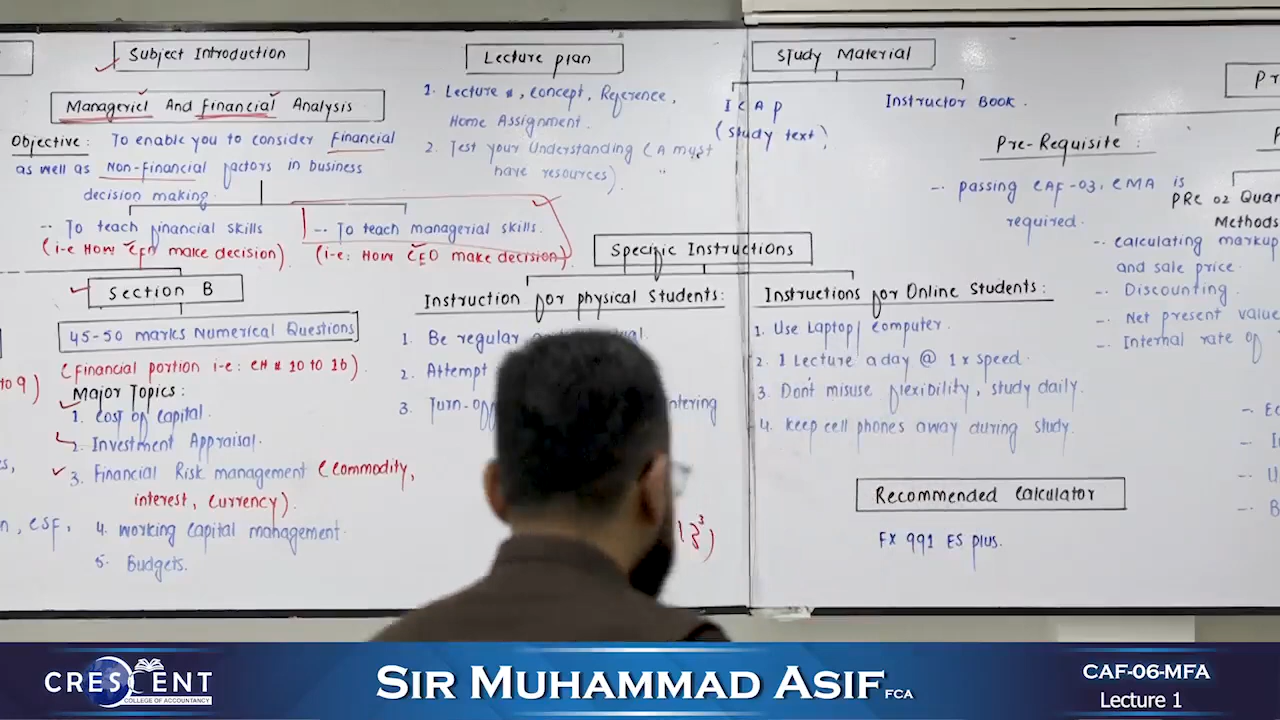 Subject Introduction
Manageriel And financial Analysis
Objective: To enable you to consider financial
as well as Non-financial factors in business
decision making.
-- To teach financial skills
(i-e How CFO make decision)
-- To teach managerial skills.
(i-e: How CEO make decision)
Section B
45-50 marks Numerical Questions
(financial portion i-e: CH # 10 to 16).
Major Topics:
1. Cost of capital.
2. Investment Appraisal.
3. Financial Risk management (commodity,
interest, currency).
4. Working capital management.
5. Budgets.
to 9)
, CSF,
Lecture plan
1. Lecture #, concept, Reference,
Home Assignment.
2. Test your Understanding (A must
have resources).
Specific Instructions
Instruction for physical Students:
1. Be regular
2. Attempt
3. Turn-off
Instructions for Online Students:
1. Use Laptop/ computer.
2. 1 Lecture a day @ 1x speed.
3. Don't misuse flexibility, study daily.
4. Keep cell phones away during study.
Study Material
ICAP
(study text)
Instructor Book.
Pre-Requisite:
-- passing CAF-03, CMA is
required.
PRC 02 Quan
Methods
-- calculating markup
and sale price.
-- Discounting.
-- Net present value
-- Internal rate of
Recommended Calculator
FX 991 ES plus.
CRESCENT
COLLEGE OF ACCOUNTANCY
SIR MUHAMMAD ASIF FCA
CAF-06-MFA
Lecture 1